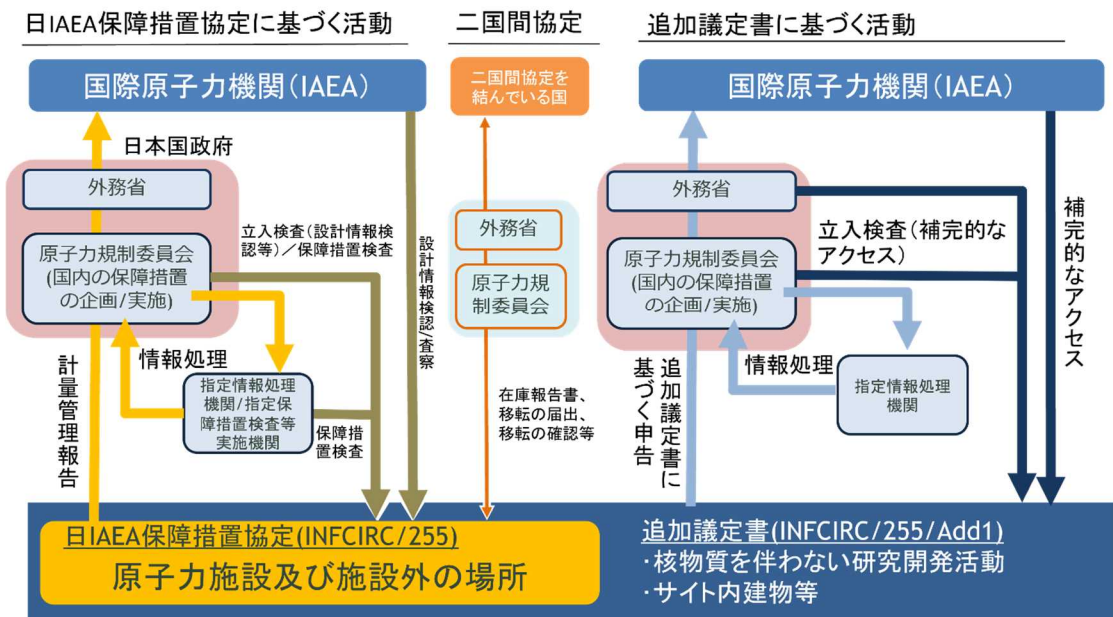 日IAEA保障措置協定に基づく活動
国際原子力機関(IAEA)
日本国政府
外務省
原子力規制委員会
(国内の保障措置
の企画/実施)
立入検査(設計情報検
認等)/保障措置検査
設計情報検認/査察
情報処理
計量管理報告
指定情報処理
機関/指定保
障措置検査等
実施機関
保障措
置検査
二国間協定
二国間協定を
結んでいる国
外務省
原子力規
制委員会
在庫報告書、
移転の届出、
移転の確認等
追加議定書に基づく活動
国際原子力機関(IAEA)
外務省
原子力規制委員会
(国内の保障措置
の企画/実施)
立入検査(補完的な
アクセス)
補完的なアクセス
情報処理
追加議定書に
基づく申告
指定情報処理
機関
日IAEA保障措置協定(INFCIRC/255)
原子力施設及び施設外の場所
追加議定書(INFCIRC/255/Add1)
・核物質を伴わない研究開発活動
・サイト内建物等